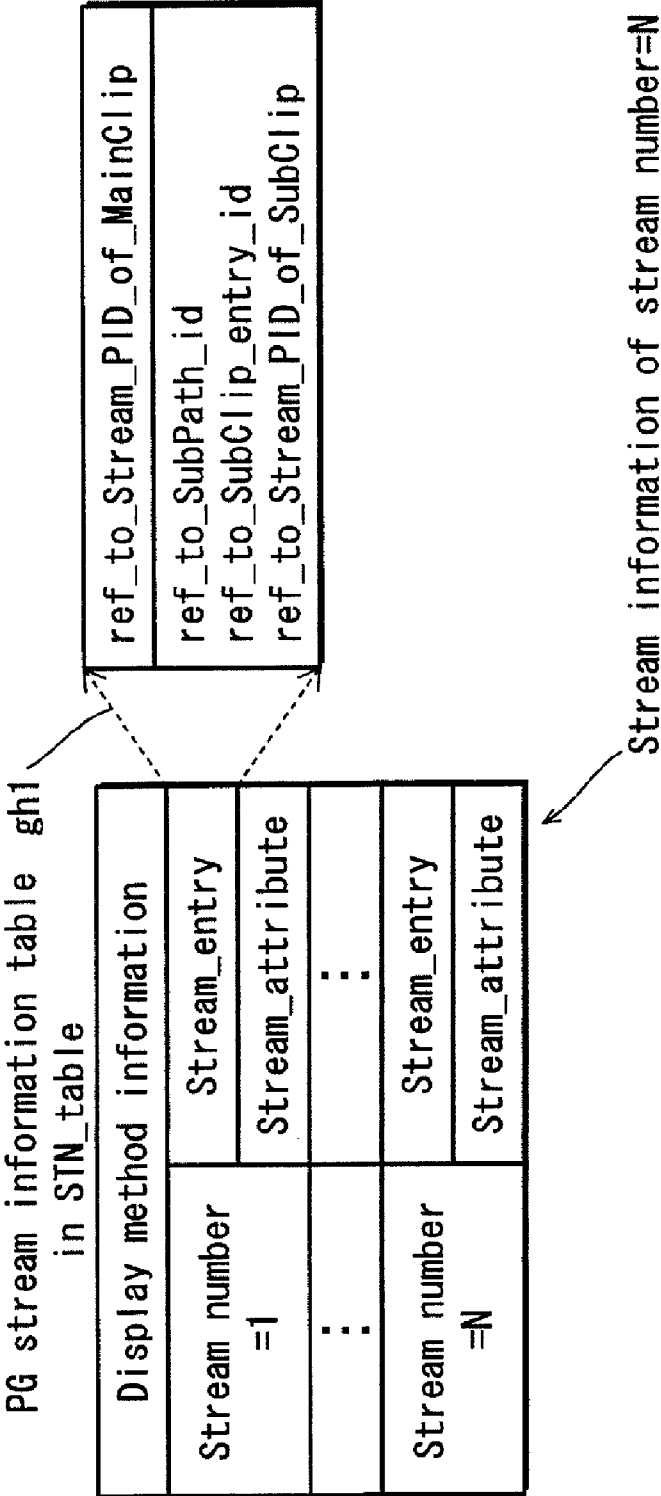 PG stream information table gh1
in STN_table
Display method information
Stream number
=1
Stream_entry
Stream_attribute
...
...
Stream number
=N
Stream_entry
Stream_attribute
ref_to_Stream_PID_of_MainClip
ref_to_SubPath_id
ref_to_SubClip_entry_id
ref_to_Stream_PID_of_SubClip
Stream information of stream number=N